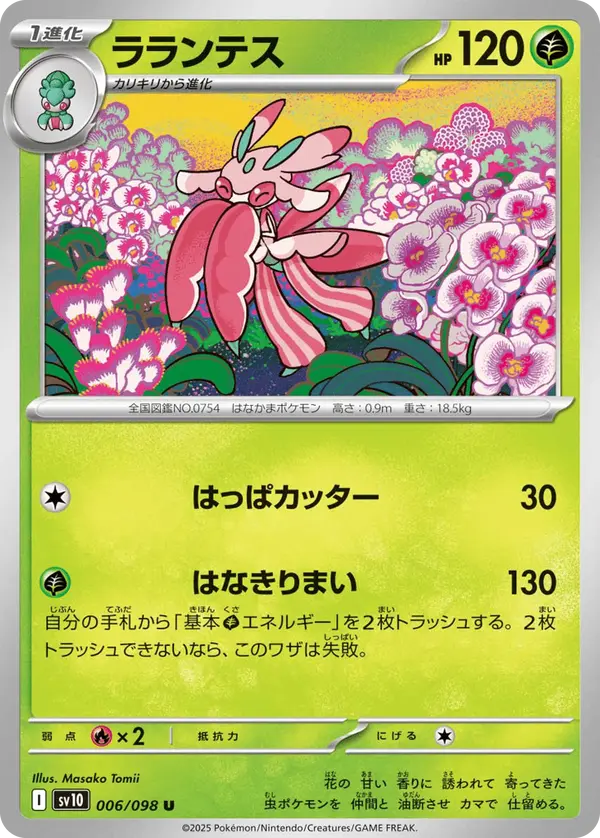 1進化 ラランテス HP 120
カリキリから進化
全国図鑑NO.0754 はなかまポケモン 高さ:0.9m 重さ:18.5kg
はっぱカッター 30
はなきりまい 130
自分の手札から「基本エネルギー」を2枚トラッシュする。2枚
トラッシュできないなら、このワザは失敗。
弱点 ×2 抵抗力 にげる
Illus. Masako Tomii
花の 甘い 香りに 誘われて 寄ってきた
I sv10 006/098 U
虫ポケモンを 仲間と 油断させ カマで 仕留める。
©2025 Pokémon/Nintendo/Creatures/GAME FREAK.